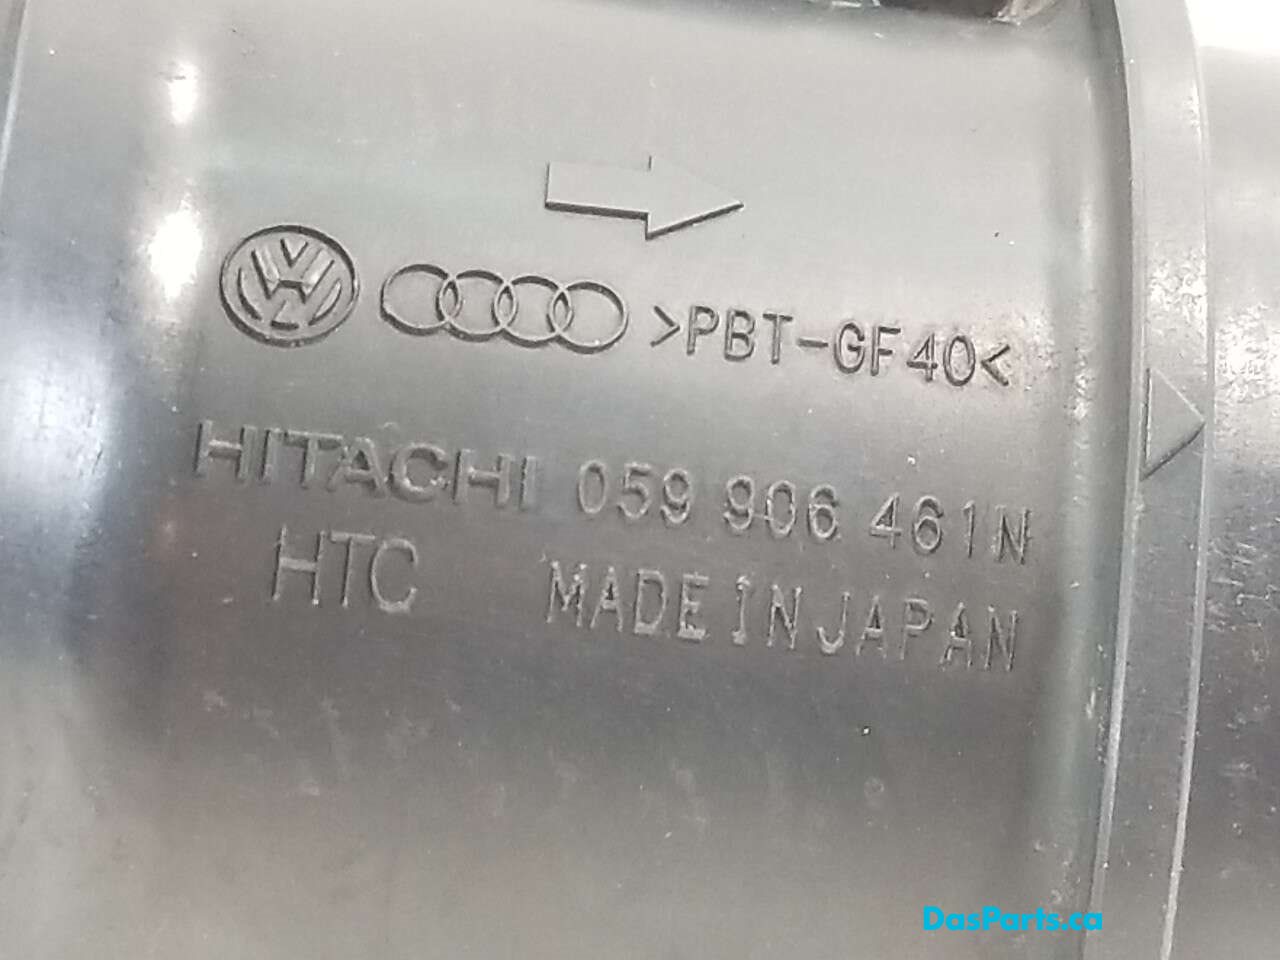 >PBT-GF40<
HITACHI 059 906 461N
HTC MADE IN JAPAN
DasParts.ca